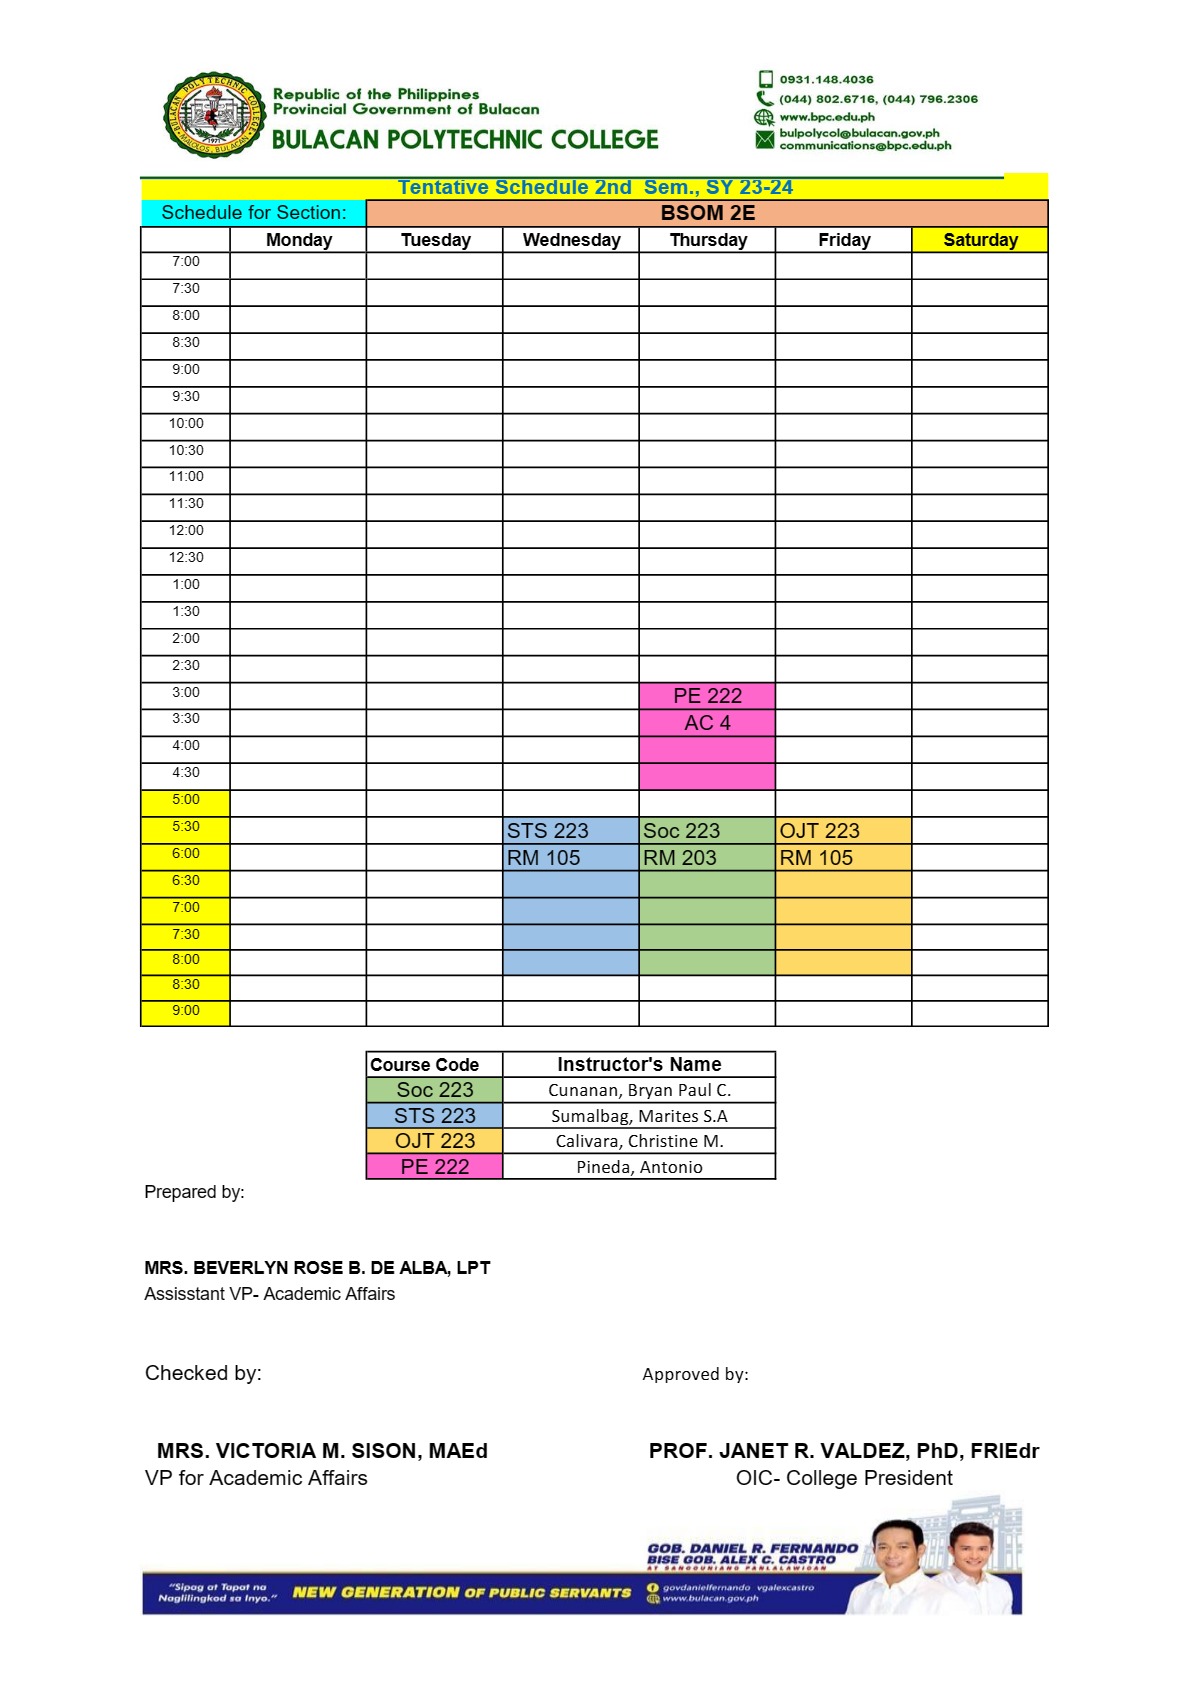 BULACAN POLYTECHNIC COLLEGE
MALOLOS, BULACAN
1971
Republic of the Philippines
Provincial Government of Bulacan
BULACAN POLYTECHNIC COLLEGE
0931.148.4036
(044) 802.6716, (044) 796.2306
www.bpc.edu.ph
bulpolycol@bulacan.gov.ph
communications@bpc.edu.ph
Tentative Schedule 2nd Sem., SY 23-24
Schedule for Section: BSOM 2E
Monday Tuesday Wednesday Thursday Friday Saturday
7:00
7:30
8:00
8:30
9:00
9:30
10:00
10:30
11:00
11:30
12:00
12:30
1:00
1:30
2:00
2:30
3:00 PE 222
3:30 AC 4
4:00
4:30
5:00
5:30 STS 223 Soc 223 OJT 223
6:00 RM 105 RM 203 RM 105
6:30
7:00
7:30
8:00
8:30
9:00
Course Code Instructor's Name
Soc 223 Cunanan, Bryan Paul C.
STS 223 Sumalbag, Marites S.A
OJT 223 Calivara, Christine M.
PE 222 Pineda, Antonio
Prepared by:
MRS. BEVERLYN ROSE B. DE ALBA, LPT
Assisstant VP- Academic Affairs
Checked by: Approved by:
MRS. VICTORIA M. SISON, MAEd PROF. JANET R. VALDEZ, PhD, FRIEdr
VP for Academic Affairs OIC- College President
GOB. DANIEL R. FERNANDO
BISE GOB. ALEX C. CASTRO
AT SANGGUNIANG PANLALAWIGAN
"Sipag at Tapat na
Naglilingkod sa Inyo."
NEW GENERATION OF PUBLIC SERVANTS
govdanielfernando vgalexcastro
www.bulacan.gov.ph